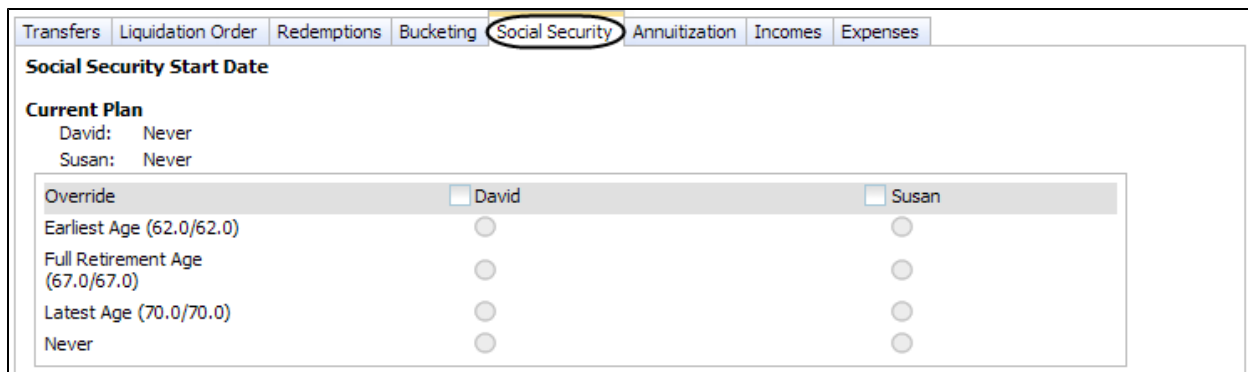 Transfers Liquidation Order Redemptions Bucketing Social Security Annuitization Incomes Expenses
Social Security Start Date
Current Plan
David: Never
Susan: Never
Override David Susan
Earliest Age (62.0/62.0)
Full Retirement Age
(67.0/67.0)
Latest Age (70.0/70.0)
Never